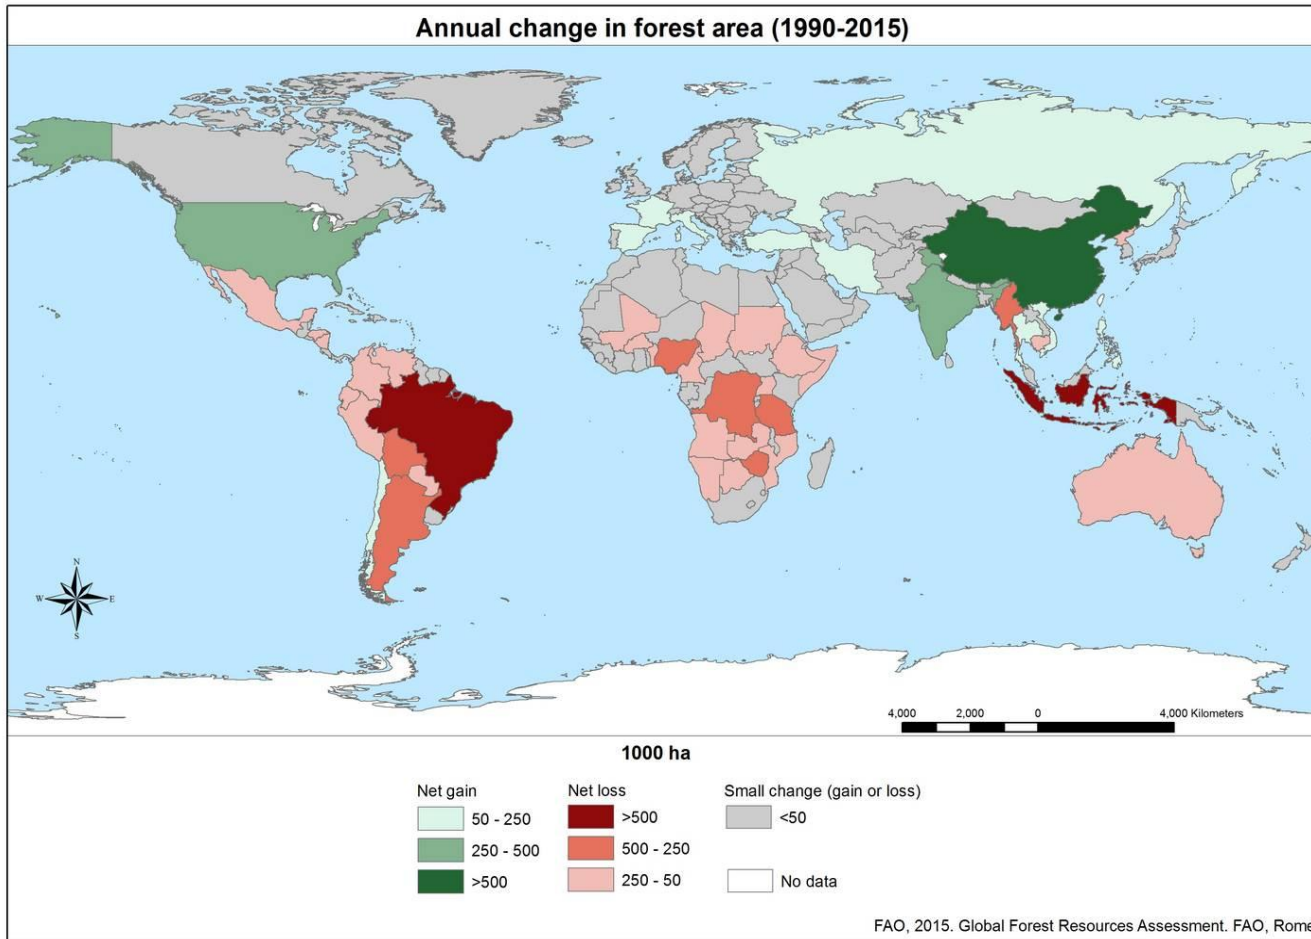 Annual change in forest area (1990-2015)
N
W E
S
4,000 2,000 0 4,000 Kilometers
1000 ha
Net gain
50 - 250
250 - 500
>500
Net loss
>500
500 - 250
250 - 50
Small change (gain or loss)
<50
No data
FAO, 2015. Global Forest Resources Assessment. FAO, Rome